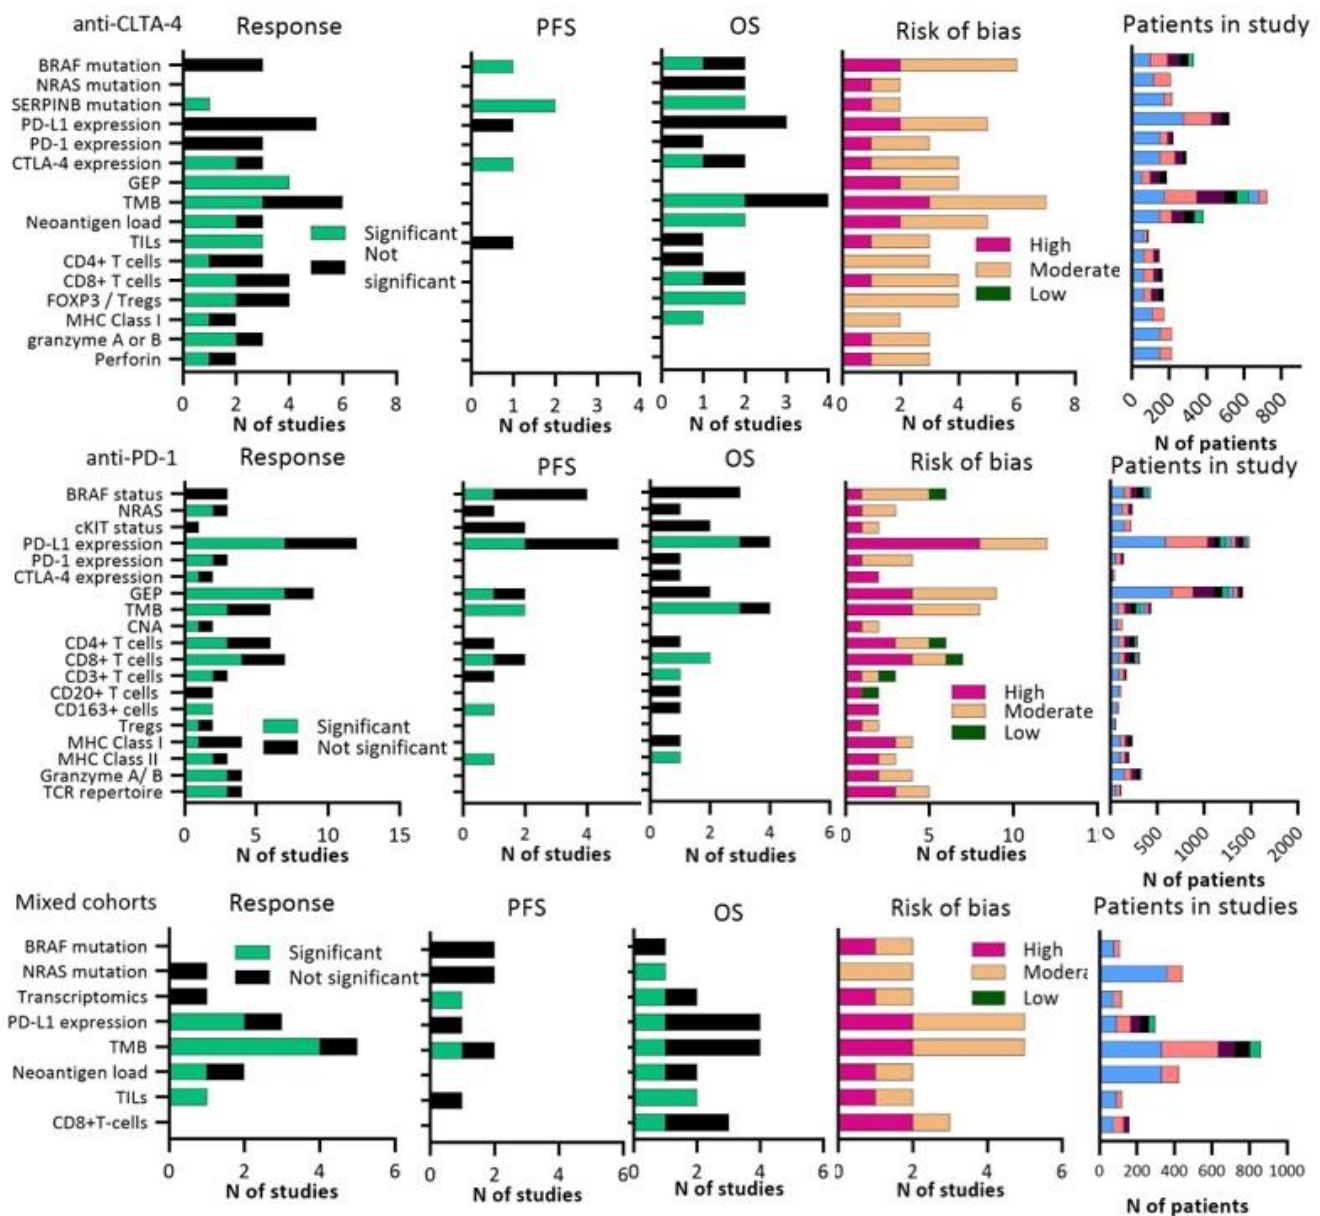 anti-CLTA-4
Response
PFS
OS
Risk of bias
Patients in study
BRAF mutation
NRAS mutation
SERPINB mutation
PD-L1 expression
PD-1 expression
CTLA-4 expression
GEP
TMB
Neoantigen load
TILs
CD4+ T cells
CD8+ T cells
FOXP3 / Tregs
MHC Class I
granzyme A or B
Perforin
Significant
Not
significant
High
Moderate
Low
0 2 4 6 8
0 1 2 3 4
0 1 2 3 4
0 2 4 6 8
0 200 400 600 800
N of studies
N of studies
N of studies
N of studies
N of patients
anti-PD-1
Response
PFS
OS
Risk of bias
Patients in study
BRAF status
NRAS
cKIT status
PD-L1 expression
PD-1 expression
CTLA-4 expression
GEP
TMB
CNA
CD4+ T cells
CD8+ T cells
CD3+ T cells
CD20+ T cells
CD163+ cells
Tregs
MHC Class I
MHC Class II
Granzyme A/ B
TCR repertoire
Significant
Not significant
High
Moderate
Low
0 5 10 15
0 2 4
0 2 4 6
0 5 10 1
0 500 1000 1500 2000
N of studies
N of studies
N of studies
N of studies
N of patients
Mixed cohorts
Response
PFS
OS
Risk of bias
Patients in studies
BRAF mutation
NRAS mutation
Transcriptomics
PD-L1 expression
TMB
Neoantigen load
TILs
CD8+T-cells
Significant
Not significant
High
Modera
Low
0 2 4 6
0 2 4 6
0 2 4 6
0 2 4 6
0 200 400 600 800 1000
N of studies
N of studies
N of studies
N of studies
N of patients